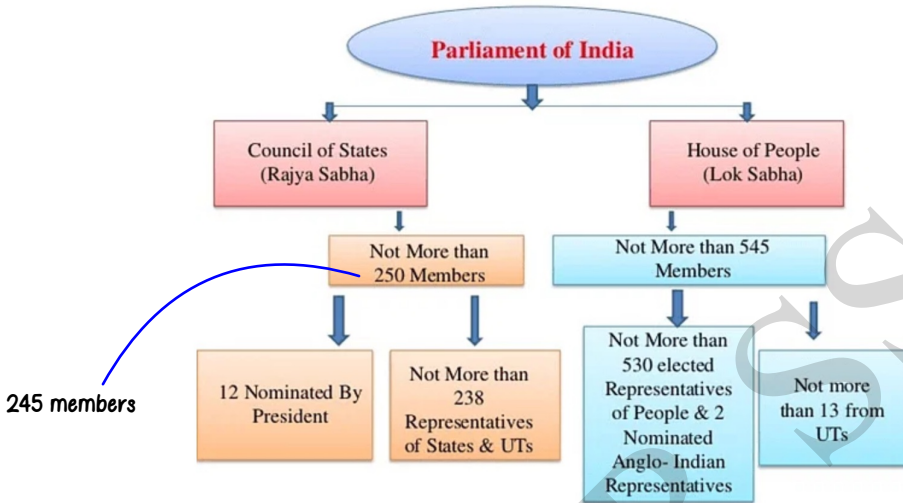 Parliament of India
Council of States
(Rajya Sabha)
House of People
(Lok Sabha)
Not More than
250 Members
Not More than 545
Members
245 members
12 Nominated By
President
Not More than
238
Representatives
of States & UTs
Not More than
530 elected
Representatives
of People & 2
Nominated
Anglo- Indian
Representatives
Not more
than 13 from
UTs